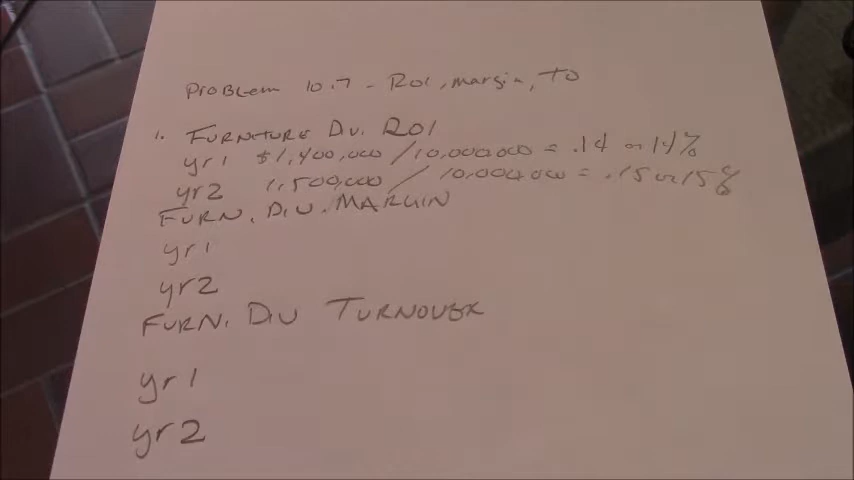 Problem 10.7 - ROI, margin, TO
1. FURNITURE DIV. ROI
yr1 $1,400,000 / 10,000,000 = .14 or 14%
yr2 1,500,000 / 10,000,000 = .15 or 15%
FURN. DIV. MARGIN
yr1
yr2
FURN. DIV TURNOVER
yr1
yr2